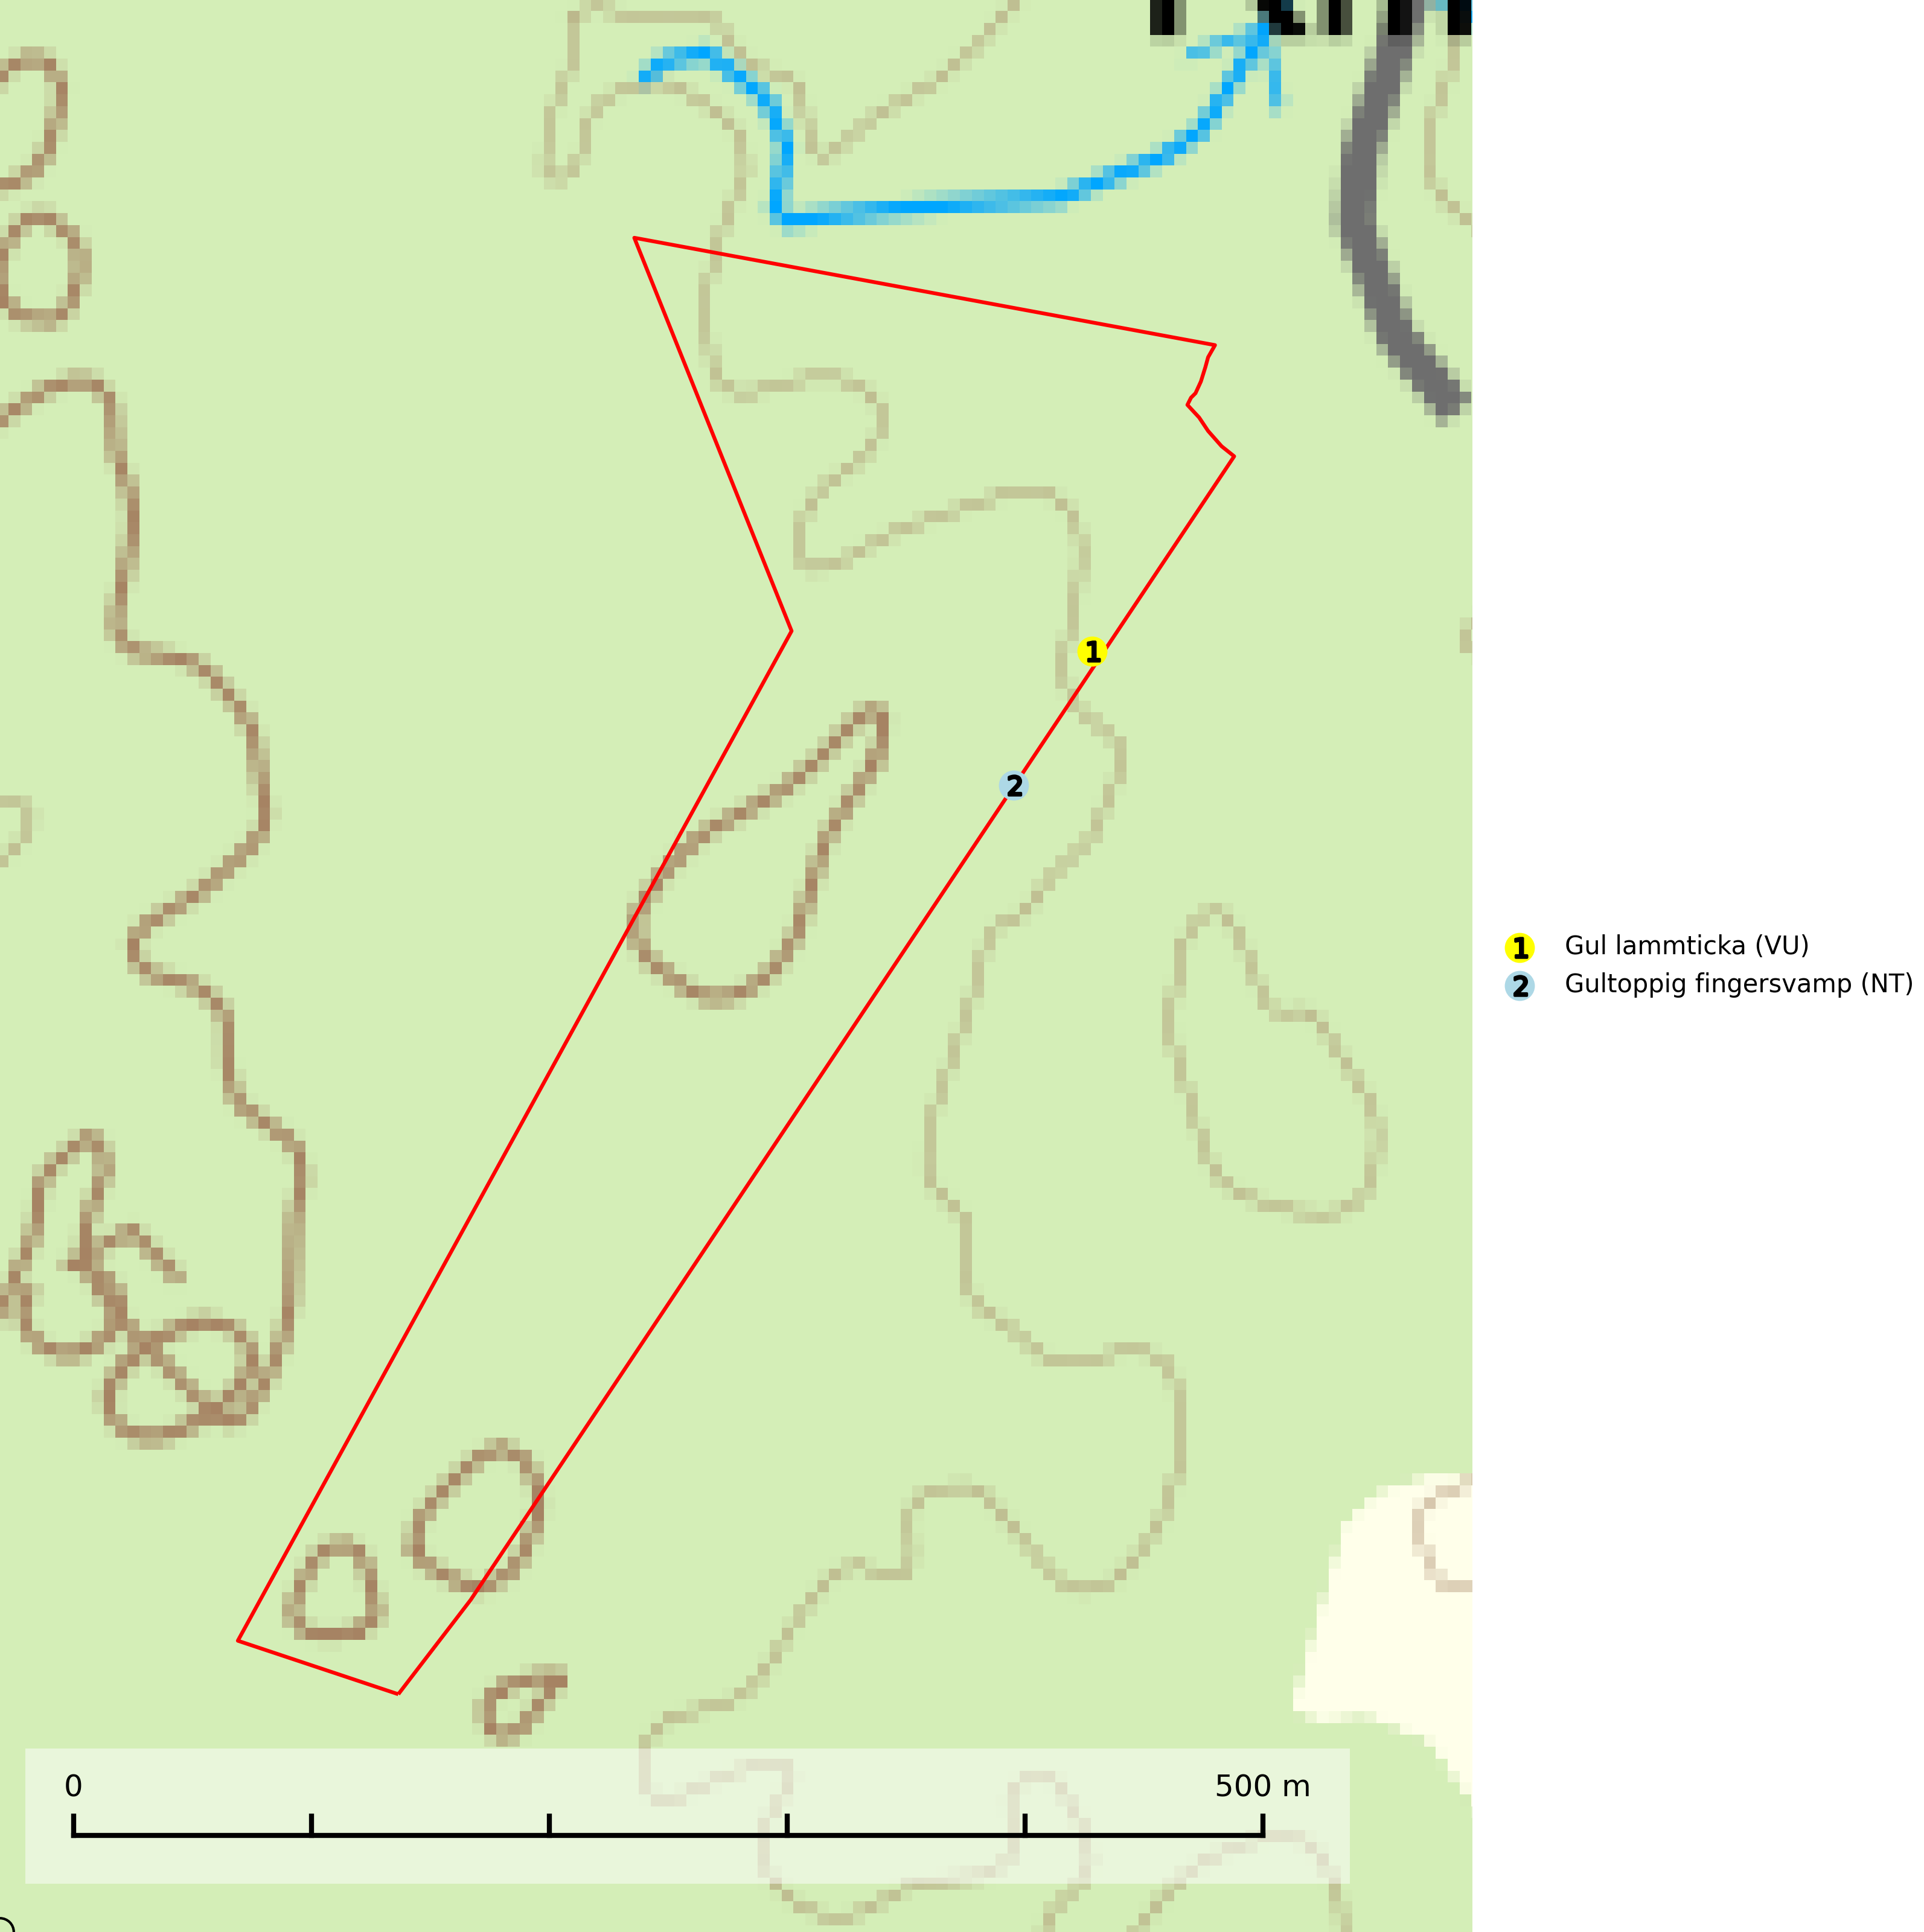 1
2
1 Gul lammticka (VU)
2 Gultoppig fingersvamp (NT)
0 500 m